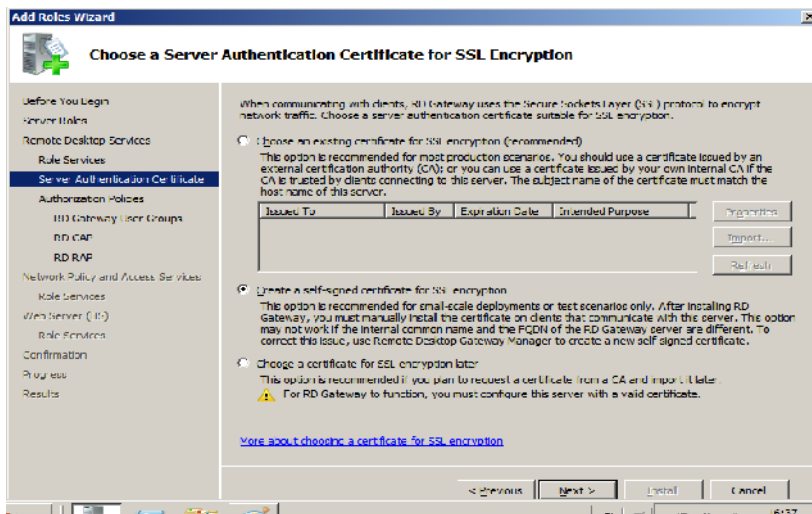 Add Roles Wizard
Choose a Server Authentication Certificate for SSL Encryption
Before You Begin
Server Roles
Remote Desktop Services
Role Services
Server Authentication Certificate
Authorization Policies
RD Gateway User Groups
RD CAP
RD RAP
Network Policy and Access Services
Role Services
Web Server (IIS)
Role Services
Confirmation
Progress
Results
When communicating with clients, RD Gateway uses the Secure Sockets Layer (SSL) protocol to encrypt
network traffic. Choose a server authentication certificate suitable for SSL encryption.
Choose an existing certificate for SSL encryption (recommended)
This option is recommended for most production scenarios. You should use a certificate issued by an
external certification authority (CA); or you can use a certificate issued by your own internal CA if the
CA is trusted by clients connecting to this server. The subject name of the certificate must match the
host name of this server.
Issued To Issued By Expiration Date Intended Purpose
Properties
Import...
Refresh
Create a self-signed certificate for SSL encryption
This option is recommended for small-scale deployments or test scenarios only. After installing RD
Gateway, you must manually install the certificate on clients that communicate with this server. This option
may not work if the internal common name and the FQDN of the RD Gateway server are different. To
correct this issue, use Remote Desktop Gateway Manager to create a new self signed certificate.
Choose a certificate for SSL encryption later
This option is recommended if you plan to request a certificate from a CA and import it later.
For RD Gateway to function, you must configure this server with a valid certificate.
More about choosing a certificate for SSL encryption
< Previous Next > Install Cancel